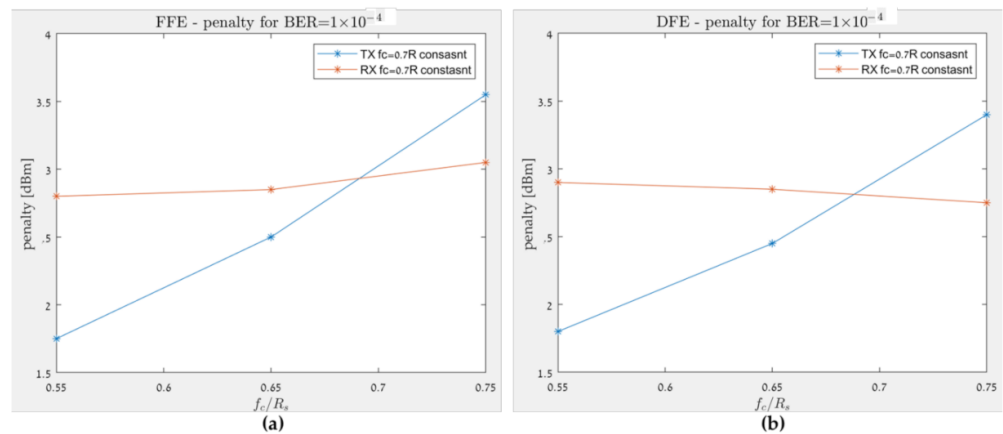 FFE - penalty for BER=1×10⁻⁴
4
3.5
3
.5
2
1.5
penalty [dBm]
TX fc=0.7R consasnt
RX fc=0.7R constasnt
0.55 0.6 0.65 0.7 0.75
f_c/R_s
(a)
DFE - penalty for BER=1×10⁻⁴
4
3.5
3
.5
2
1.5
penalty [dBm]
TX fc=0.7R consasnt
RX fc=0.7R constasnt
0.55 0.6 0.65 0.7 0.75
f_c/R_s
(b)